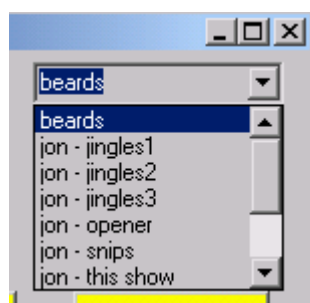 beards
beards
jon - jingles1
jon - jingles2
jon - jingles3
jon - opener
jon - snips
jon - this show